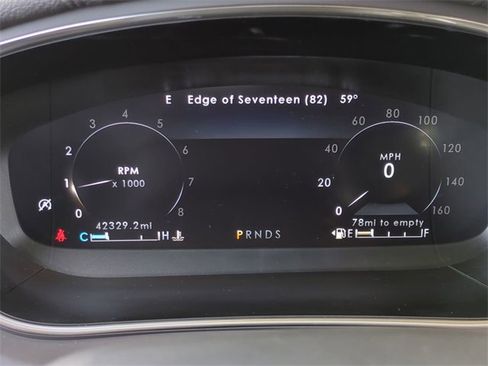 E Edge of Seventeen (82) 59°
0 1 2 3 4 5 6 7 8
RPM
x 1000
0 20 40 60 80 100 120 140 160
MPH
0
42329.2mi
78mi to empty
C H
PRNDS
E F